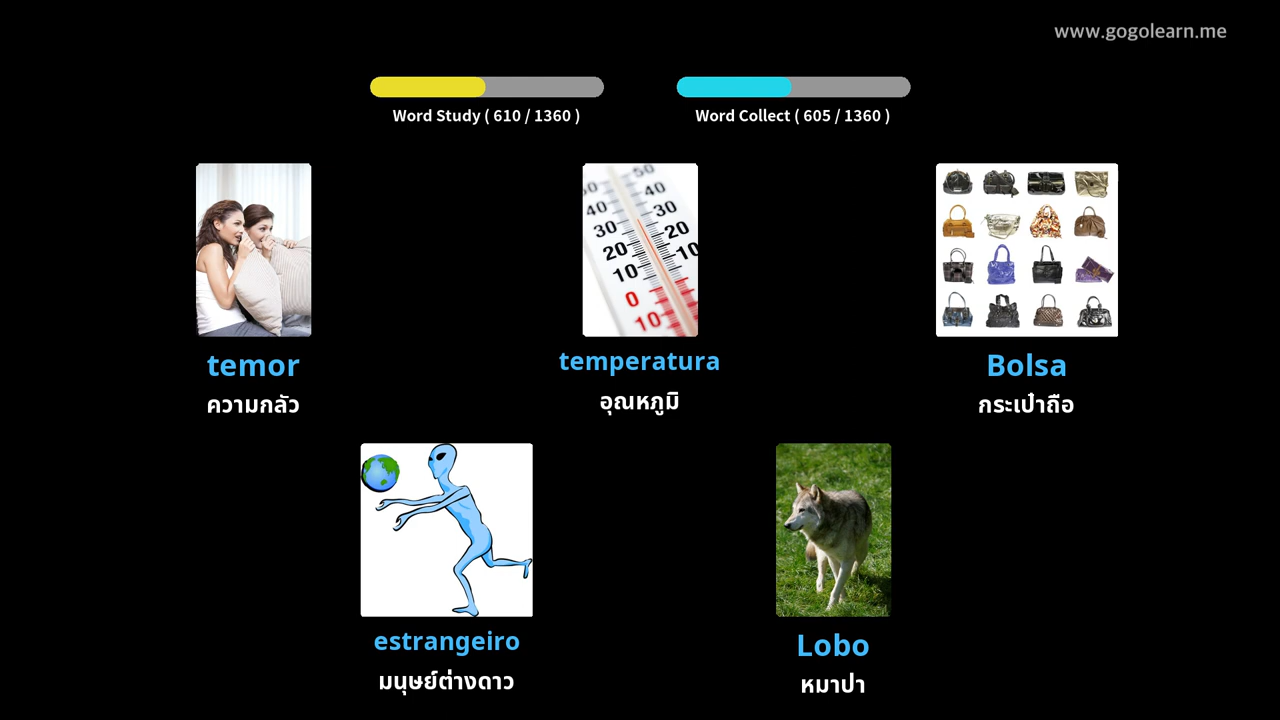 www.gogolearn.me
Word Study ( 610 / 1360 )
Word Collect ( 605 / 1360 )
temor
ความกลัว
temperatura
อุณหภูมิ
Bolsa
กระเป๋าถือ
estrangeiro
มนุษย์ต่างดาว
Lobo
หมาป่า